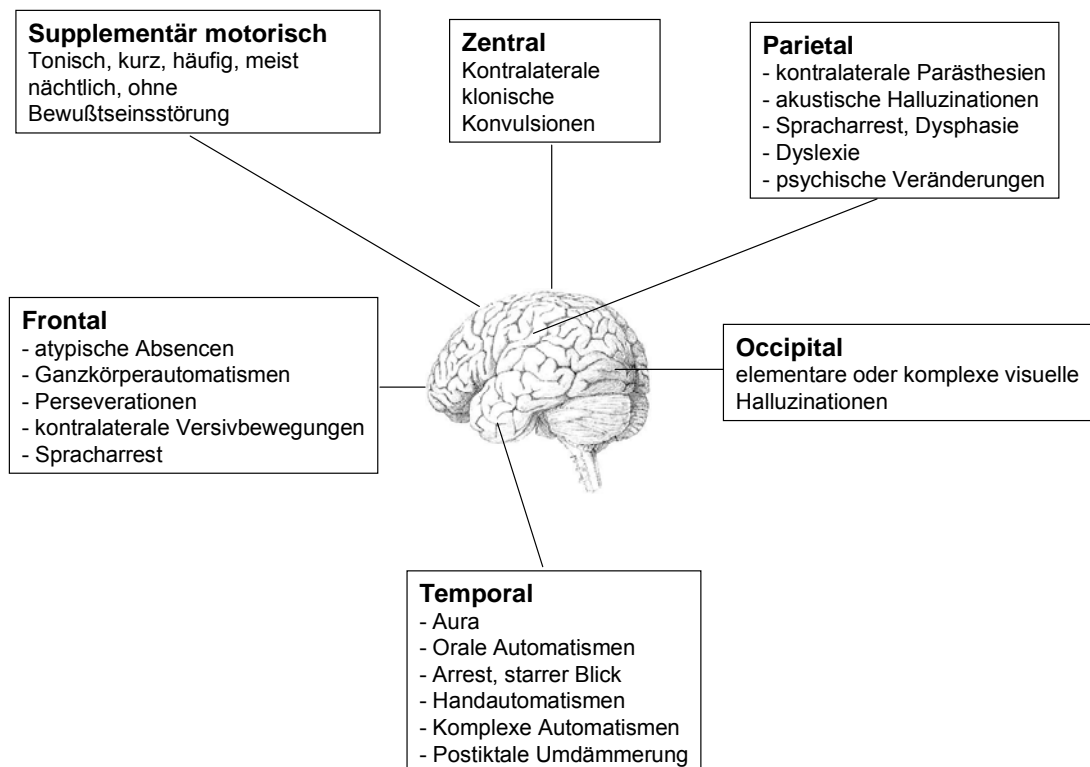 Supplementär motorisch
Tonisch, kurz, häufig, meist
nächtlich, ohne
Bewußtseinsstörung
Zentral
Kontralaterale
klonische
Konvulsionen
Parietal
- kontralaterale Parästhesien
- akustische Halluzinationen
- Spracharrest, Dysphasie
- Dyslexie
- psychische Veränderungen
Frontal
- atypische Absencen
- Ganzkörperautomatismen
- Perseverationen
- kontralaterale Versivbewegungen
- Spracharrest
Occipital
elementare oder komplexe visuelle
Halluzinationen
Temporal
- Aura
- Orale Automatismen
- Arrest, starrer Blick
- Handautomatismen
- Komplexe Automatismen
- Postiktale Umdämmerung